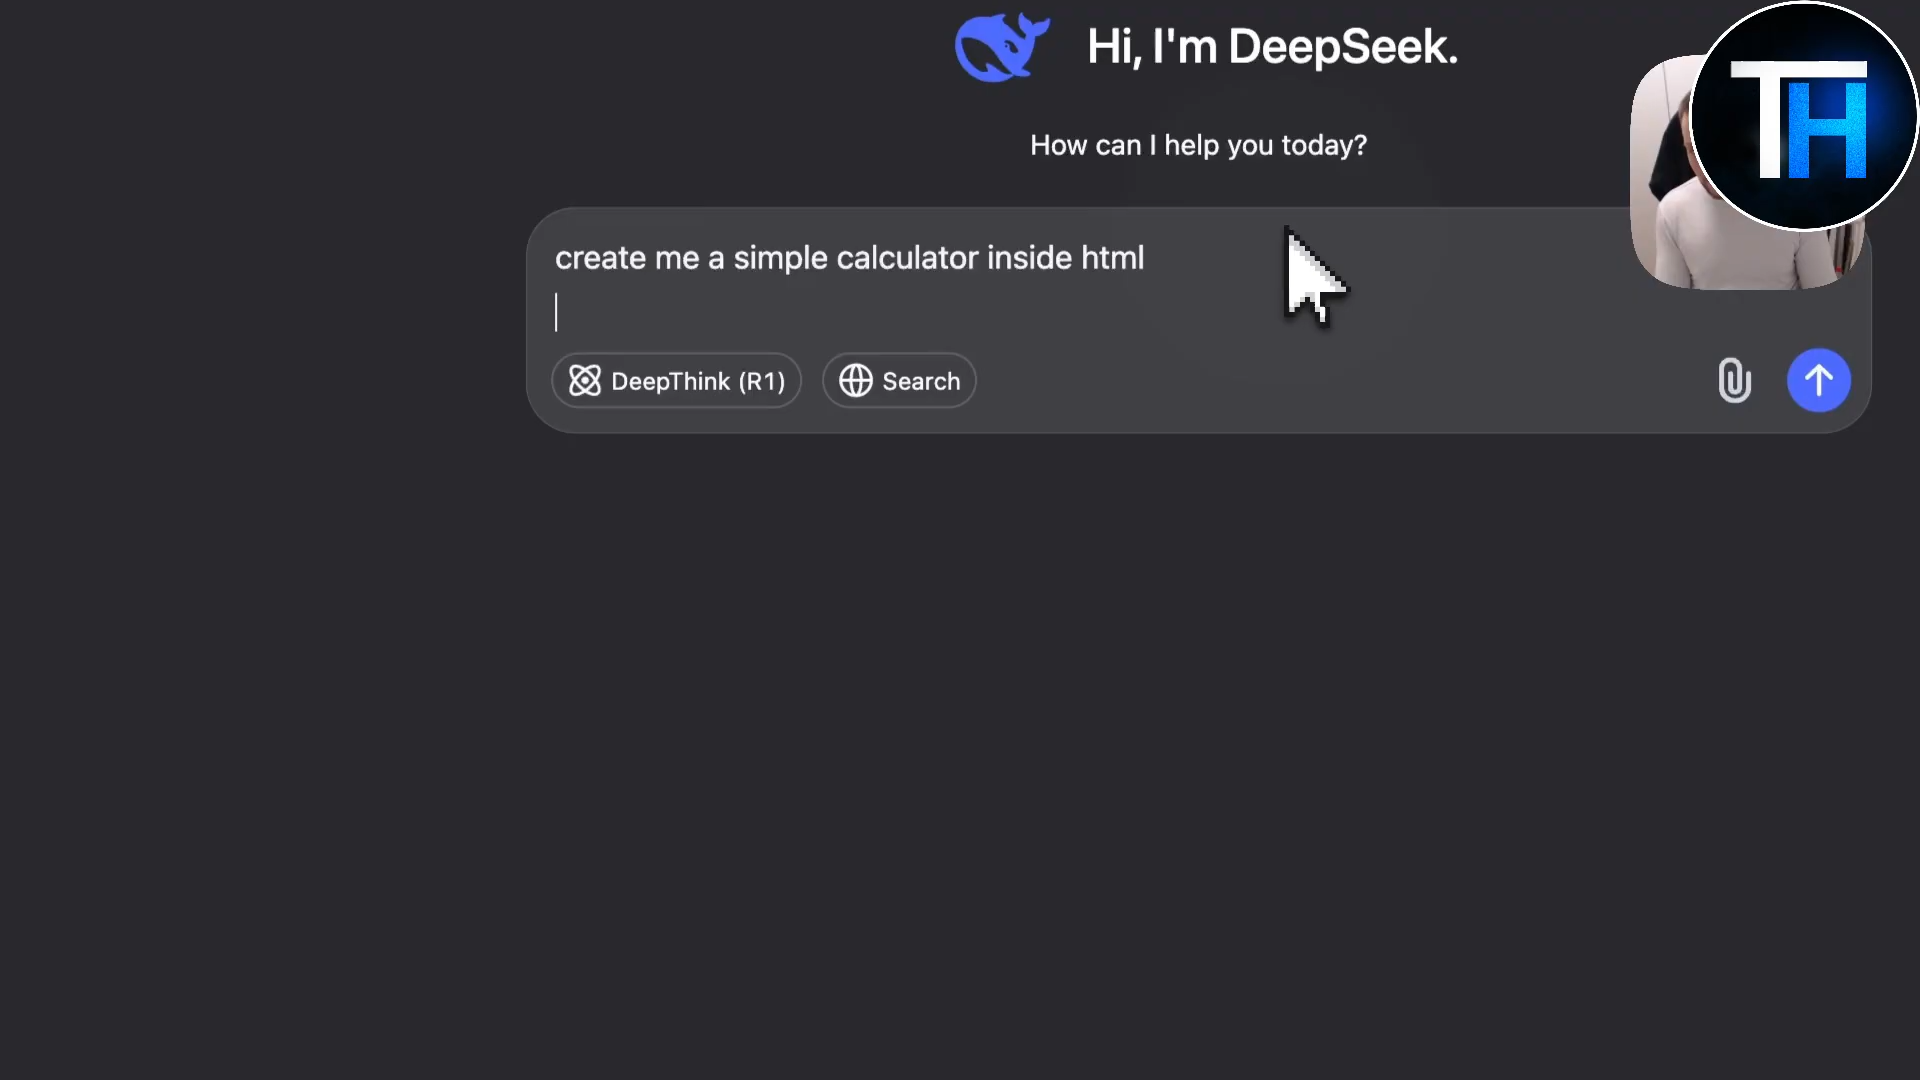 Hi, I'm DeepSeek.
TH
How can I help you today?
create me a simple calculator inside html
DeepThink (R1)
Search